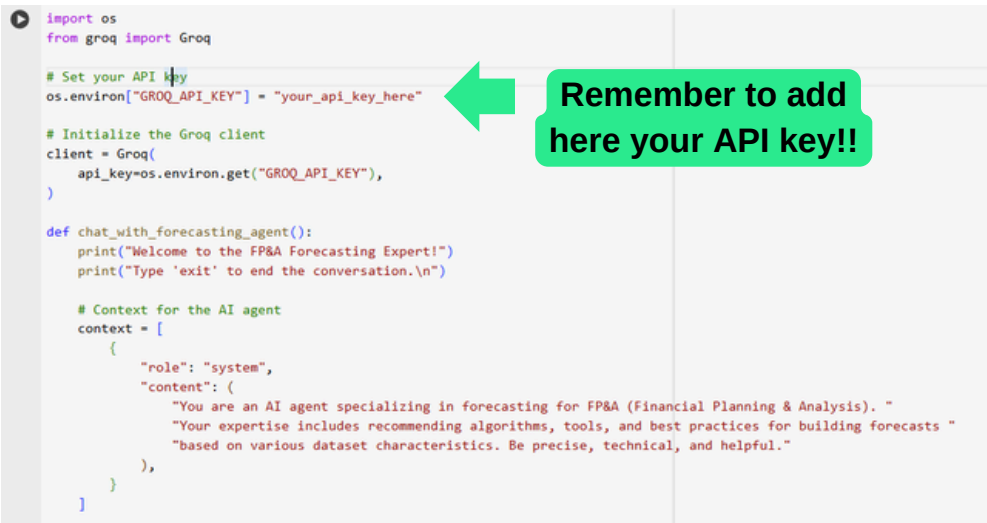 import os
from groq import Groq
# Set your API key
os.environ["GROQ_API_KEY"] = "your_api_key_here"
Remember to add
here your API key!!
# Initialize the Groq client
client = Groq(
    api_key=os.environ.get("GROQ_API_KEY"),
)
def chat_with_forecasting_agent():
    print("Welcome to the FP&A Forecasting Expert!")
    print("Type 'exit' to end the conversation.\n")
    # Context for the AI agent
    context = [
        {
            "role": "system",
            "content": (
                "You are an AI agent specializing in forecasting for FP&A (Financial Planning & Analysis). "
                "Your expertise includes recommending algorithms, tools, and best practices for building forecasts "
                "based on various dataset characteristics. Be precise, technical, and helpful."
            ),
        }
    ]